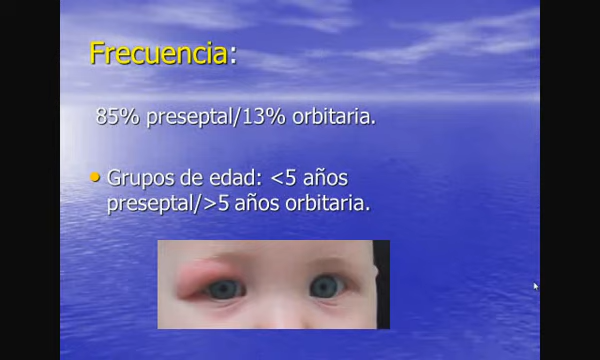 Frecuencia:
85% preseptal/13% orbitaria.
Grupos de edad: <5 años
preseptal/>5 años orbitaria.